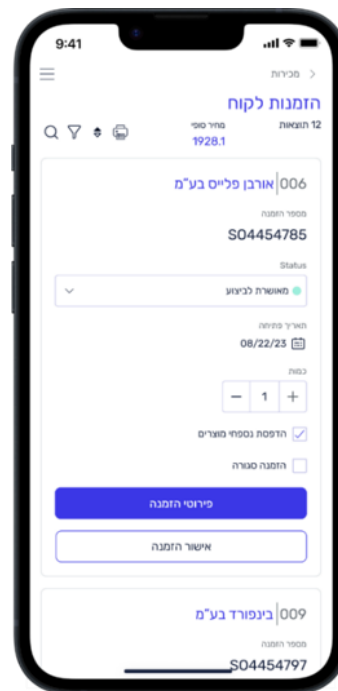 9:41
מכירות >
הזמנות לקוח
12 תוצאות
מחיר סופי
1928.1
006 | אורבן פלייס בע"מ
מספר הזמנה
SO4454785
Status
מאושרת לביצוע
תאריך פתיחה
08/22/23
כמות
+ 1 −
הדפסת נספחי מוצרים
הזמנה סגורה
פירוטי הזמנה
אישור הזמנה
009 | בינפורד בע"מ
מספר הזמנה
SO4454797